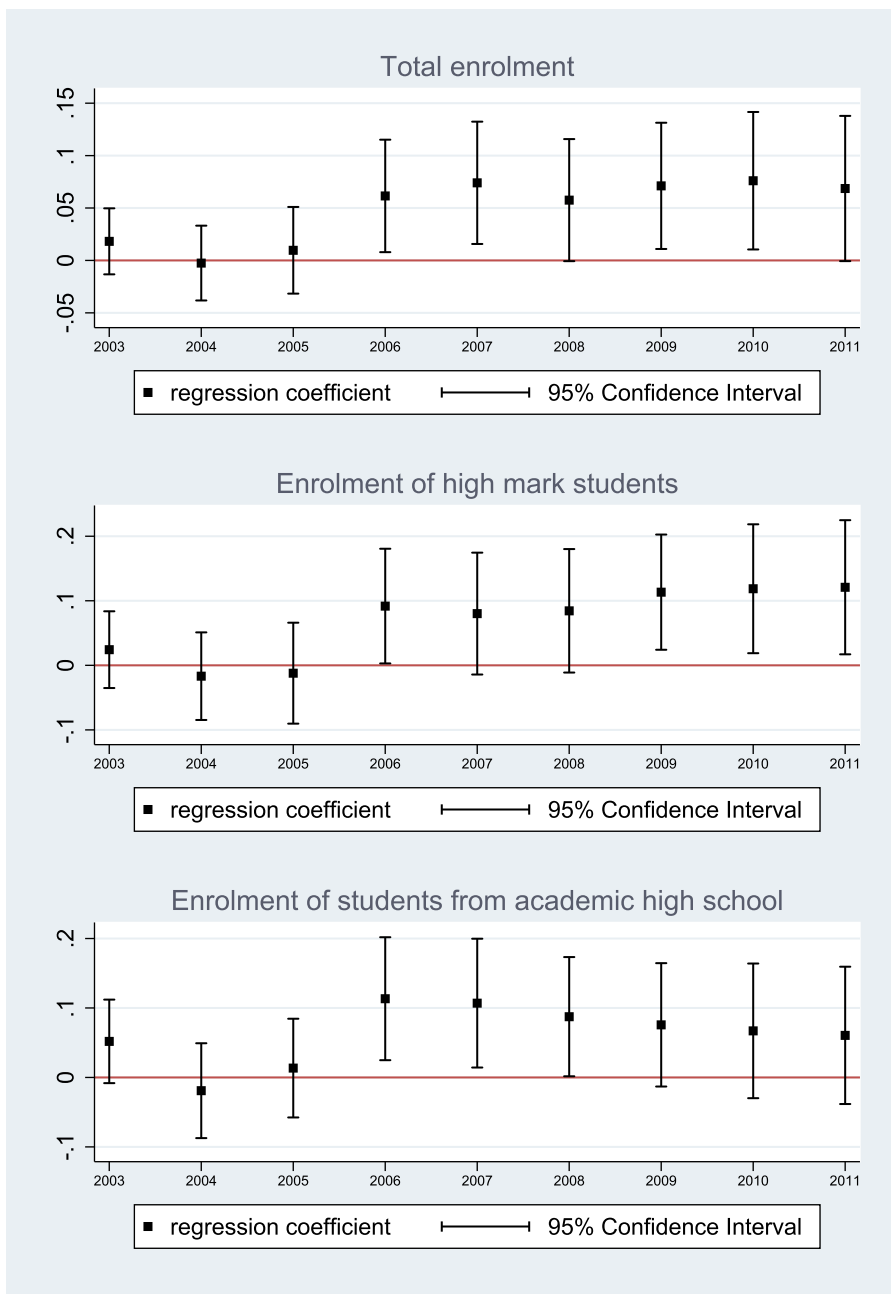 Total enrolment
.15
.1
.05
0
-.05
2003 2004 2005 2006 2007 2008 2009 2010 2011
regression coefficient 95% Confidence Interval
Enrolment of high mark students
.2
.1
0
-.1
2003 2004 2005 2006 2007 2008 2009 2010 2011
regression coefficient 95% Confidence Interval
Enrolment of students from academic high school
.2
.1
0
-.1
2003 2004 2005 2006 2007 2008 2009 2010 2011
regression coefficient 95% Confidence Interval